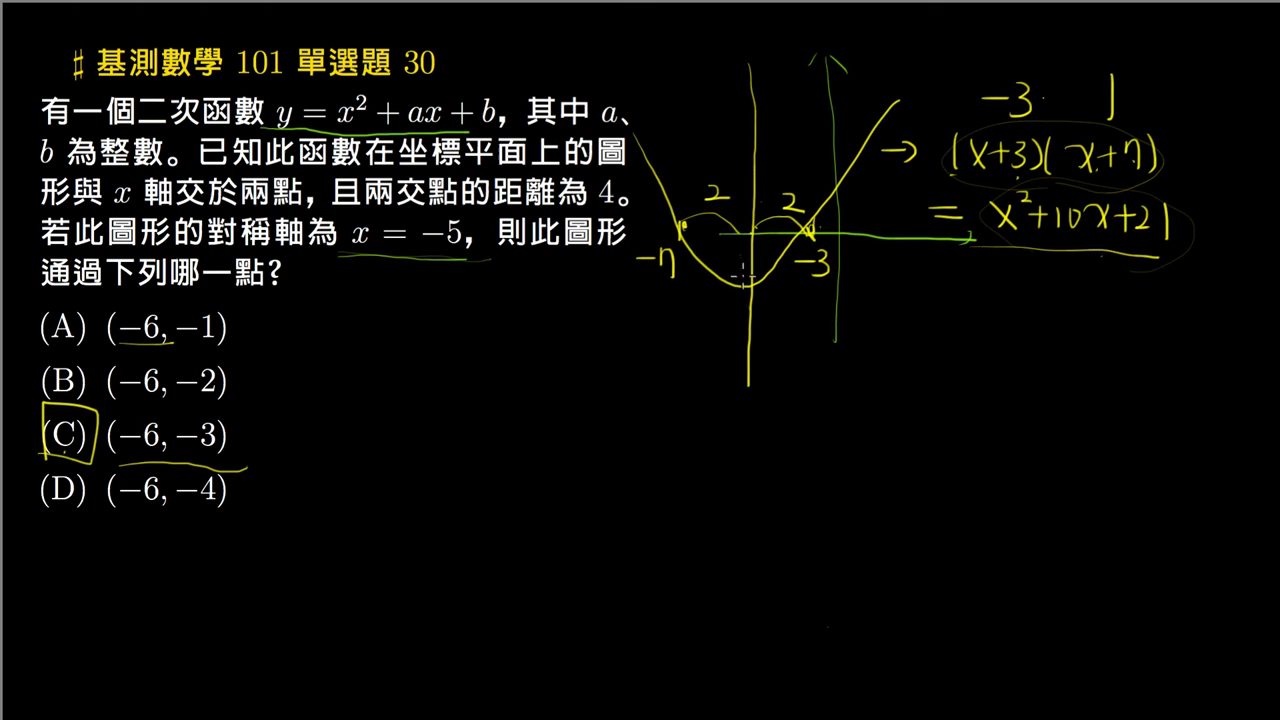 ♯ 基測數學 101 單選題 30
有一個二次函數 y = x² + ax + b，其中 a、
b 為整數。已知此函數在坐標平面上的圖
形與 x 軸交於兩點，且兩交點的距離為 4。
若此圖形的對稱軸為 x = −5，則此圖形
通過下列哪一點？
(A) (−6, −1)
(B) (−6, −2)
(C) (−6, −3)
(D) (−6, −4)
2 2
−7 −3
−3 1
→ (x+3)(x+7)
= x²+10x+21